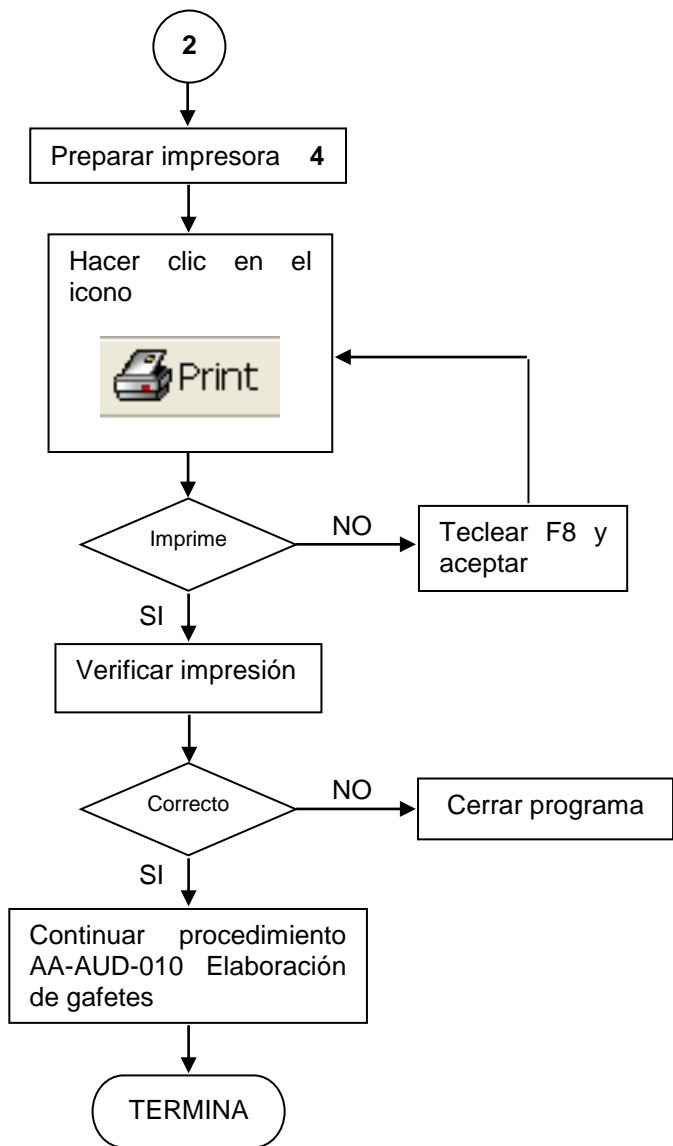 2
Preparar impresora 4
Hacer clic en el
icono
Print
Imprime
NO
Teclear F8 y
aceptar
SI
Verificar impresión
Correcto
NO
Cerrar programa
SI
Continuar procedimiento
AA-AUD-010 Elaboración
de gafetes
TERMINA